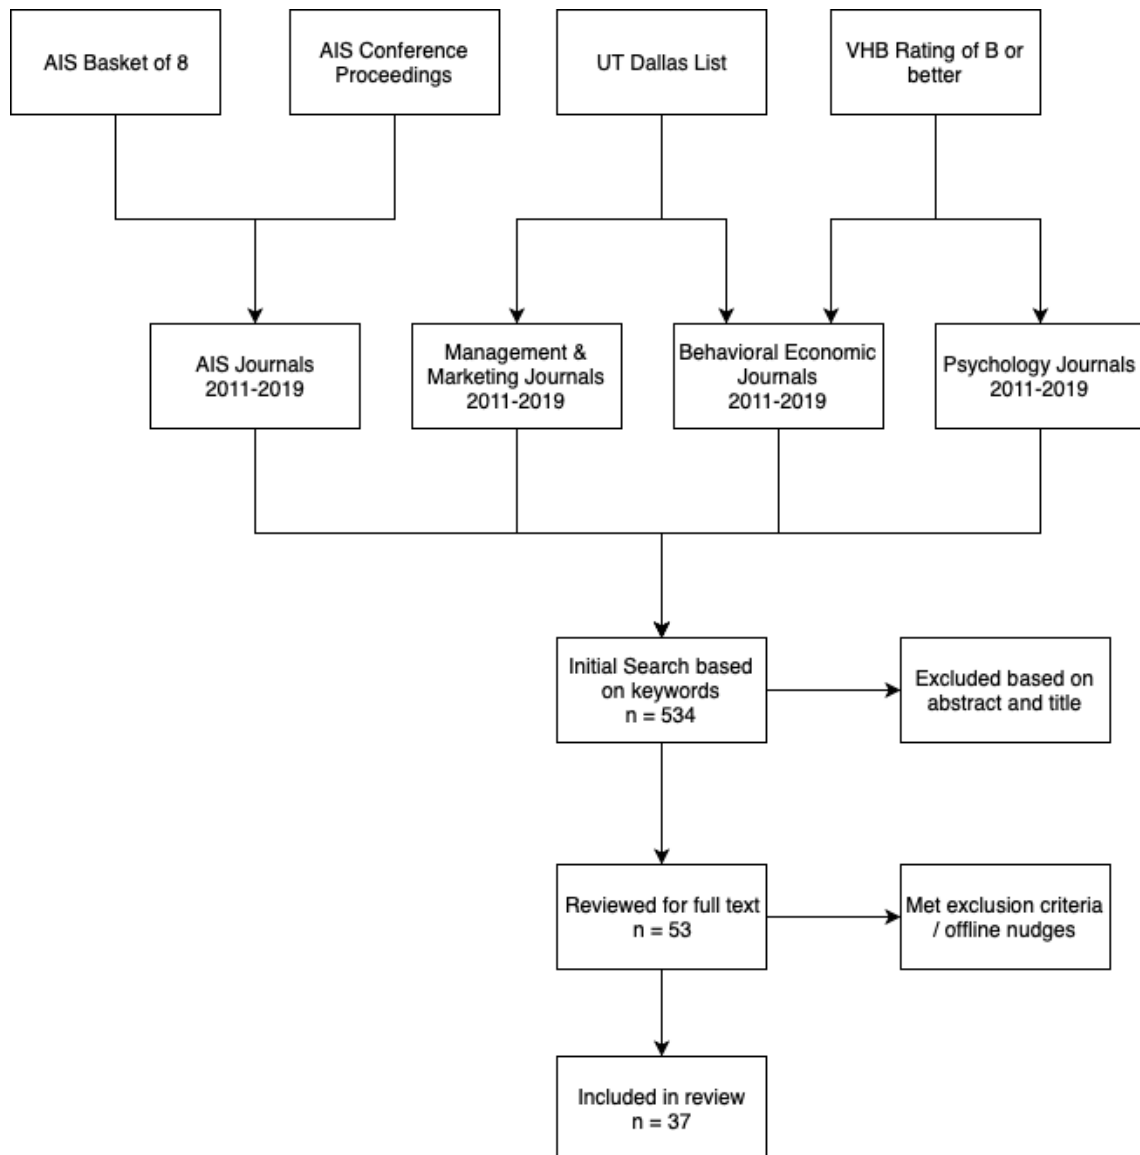 AIS Basket of 8
AIS Conference
Proceedings
UT Dallas List
VHB Rating of B or
better
AIS Journals
2011-2019
Management &
Marketing Journals
2011-2019
Behavioral Economic
Journals
2011-2019
Psychology Journals
2011-2019
Initial Search based
on keywords
n = 534
Excluded based on
abstract and title
Reviewed for full text
n = 53
Met exclusion criteria
/ offline nudges
Included in review
n = 37